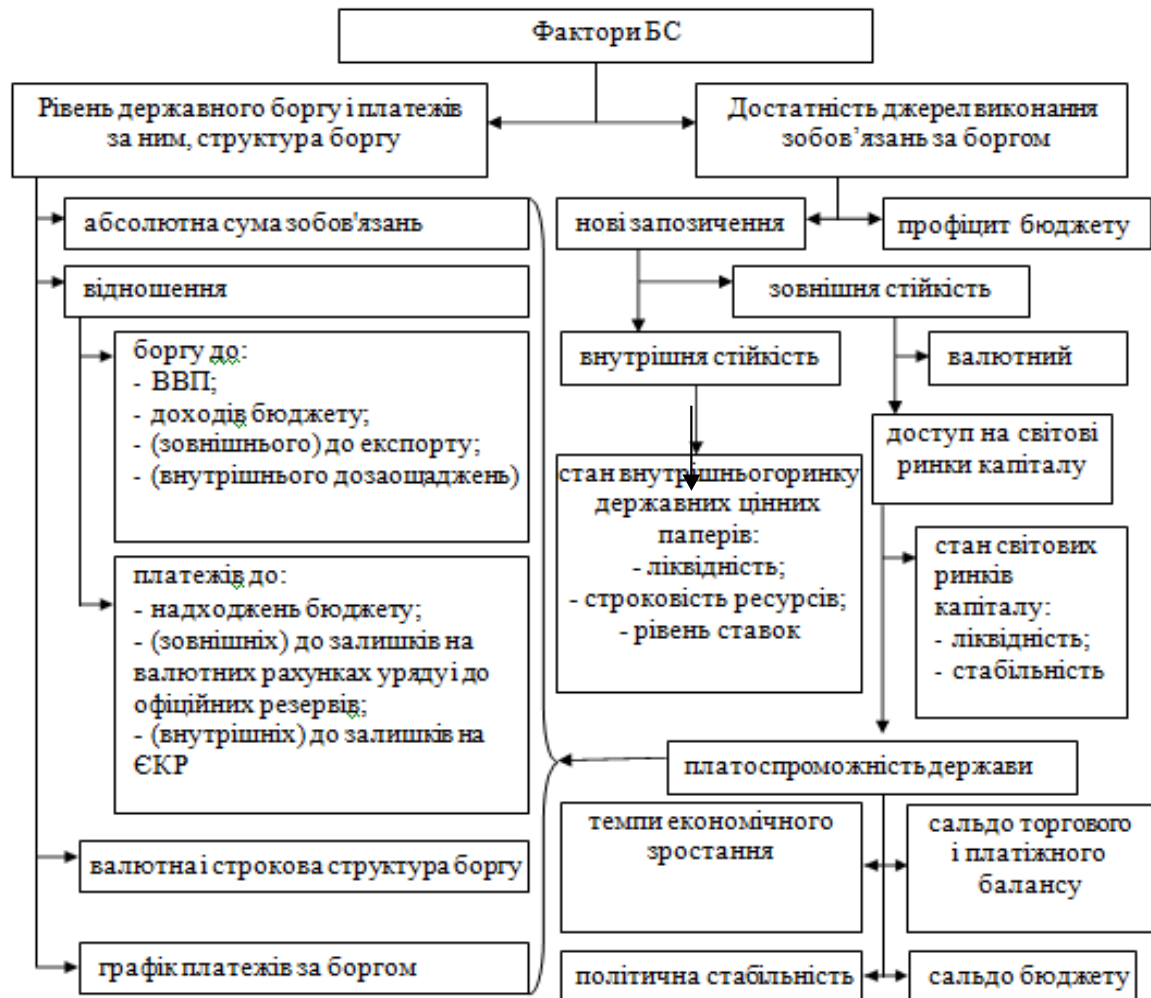 Фактори БС
Рівень державного боргу і платежів
за ним, структура боргу
Достатність джерел виконання
зобов’язань за боргом
абсолютна сума зобов'язань
відношення
боргу до:
- ВВП;
- доходів бюджету;
- (зовнішнього) до експорту;
- (внутрішнього дозаощаджень)
платежів до:
- надходжень бюджету;
- (зовнішніх) до залишків на
валютних рахунках уряду і до
офіційних резервів;
- (внутрішніх) до залишків на
ЄКР
валютна і строкова структура боргу
графік платежів за боргом
нові запозичення
профіцит бюджету
зовнішня стійкість
внутрішня стійкість
валютний
доступ на світові
ринки капіталу
стан внутрішньогоринку
державних цінних
паперів:
- ліквідність;
- строковість ресурсів;
- рівень ставок
стан світових
ринків
капіталу:
- ліквідність;
- стабільність
платоспроможність держави
темпи економічного
зростання
сальдо торгового
і платіжного
балансу
політична стабільність
сальдо бюджету